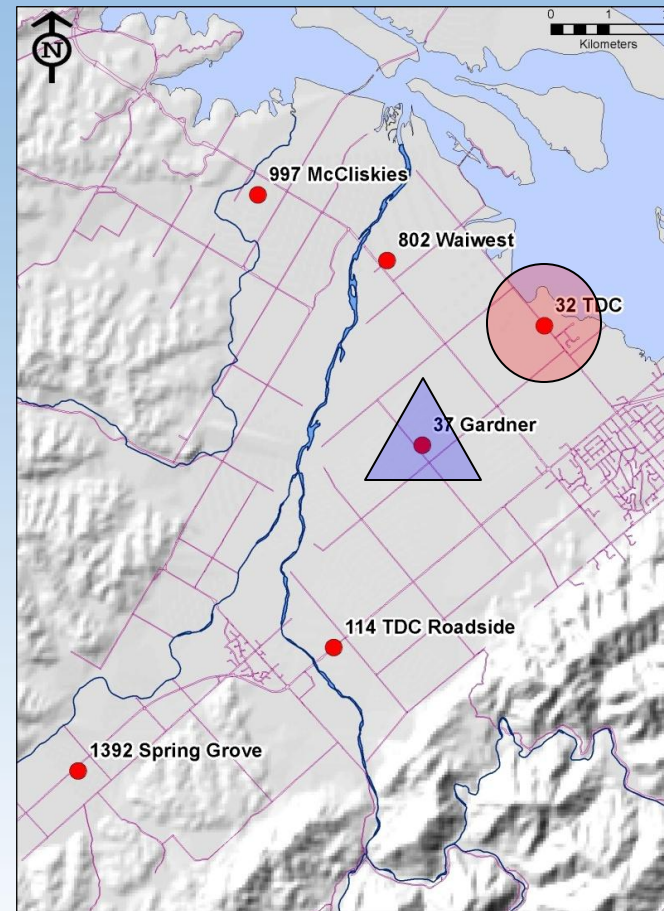 N
0 1
Kilometers
997 McCliskies
802 Waiwest
32 TDC
37 Gardner
114 TDC Roadside
1392 Spring Grove